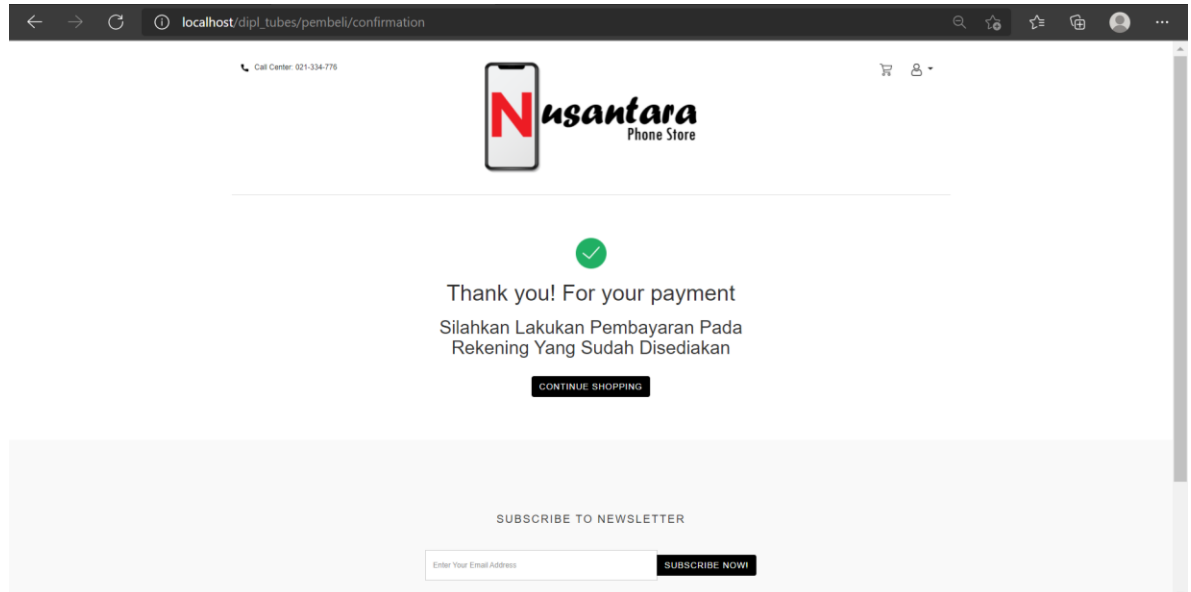 localhost/dipl_tubes/pembeli/confirmation
Call Center: 021-334-776
Nusantara
Phone Store
Thank you! For your payment
Silahkan Lakukan Pembayaran Pada
Rekening Yang Sudah Disediakan
CONTINUE SHOPPING
SUBSCRIBE TO NEWSLETTER
Enter Your Email Address
SUBSCRIBE NOW!